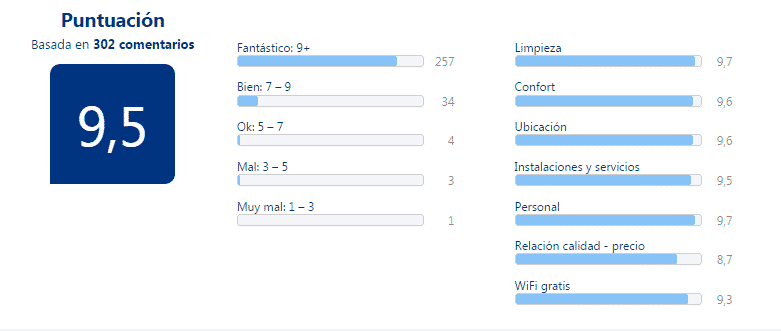 Puntuación
Basada en 302 comentarios
9,5
Fantástico: 9+
257
Bien: 7 – 9
34
Ok: 5 – 7
4
Mal: 3 – 5
3
Muy mal: 1 – 3
1
Limpieza
9,7
Confort
9,6
Ubicación
9,6
Instalaciones y servicios
9,5
Personal
9,7
Relación calidad - precio
8,7
WiFi gratis
9,3